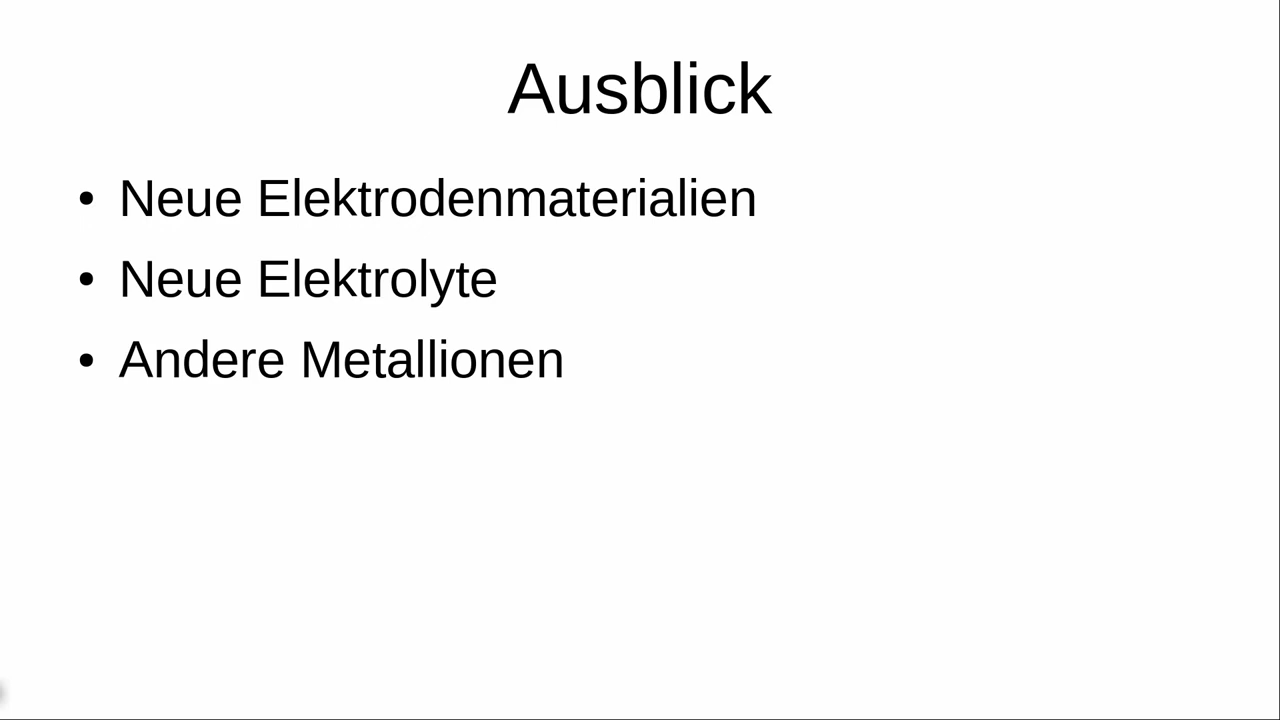 Ausblick
• Neue Elektrodenmaterialien
• Neue Elektrolyte
• Andere Metallionen